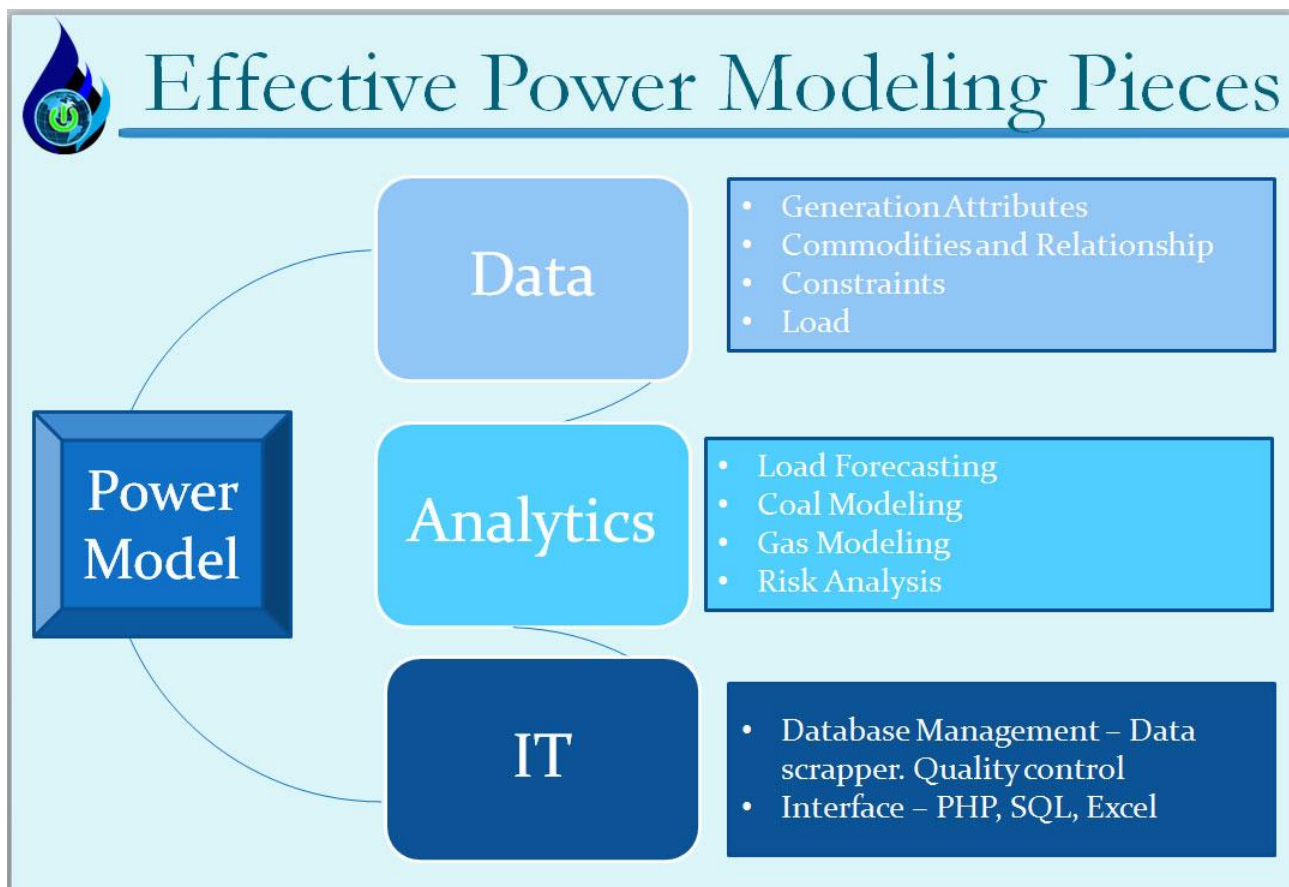 Effective Power Modeling Pieces
Power
Model
Data
• Generation Attributes
• Commodities and Relationship
• Constraints
• Load
Analytics
• Load Forecasting
• Coal Modeling
• Gas Modeling
• Risk Analysis
IT
• Database Management – Data
scrapper. Quality control
• Interface – PHP, SQL, Excel